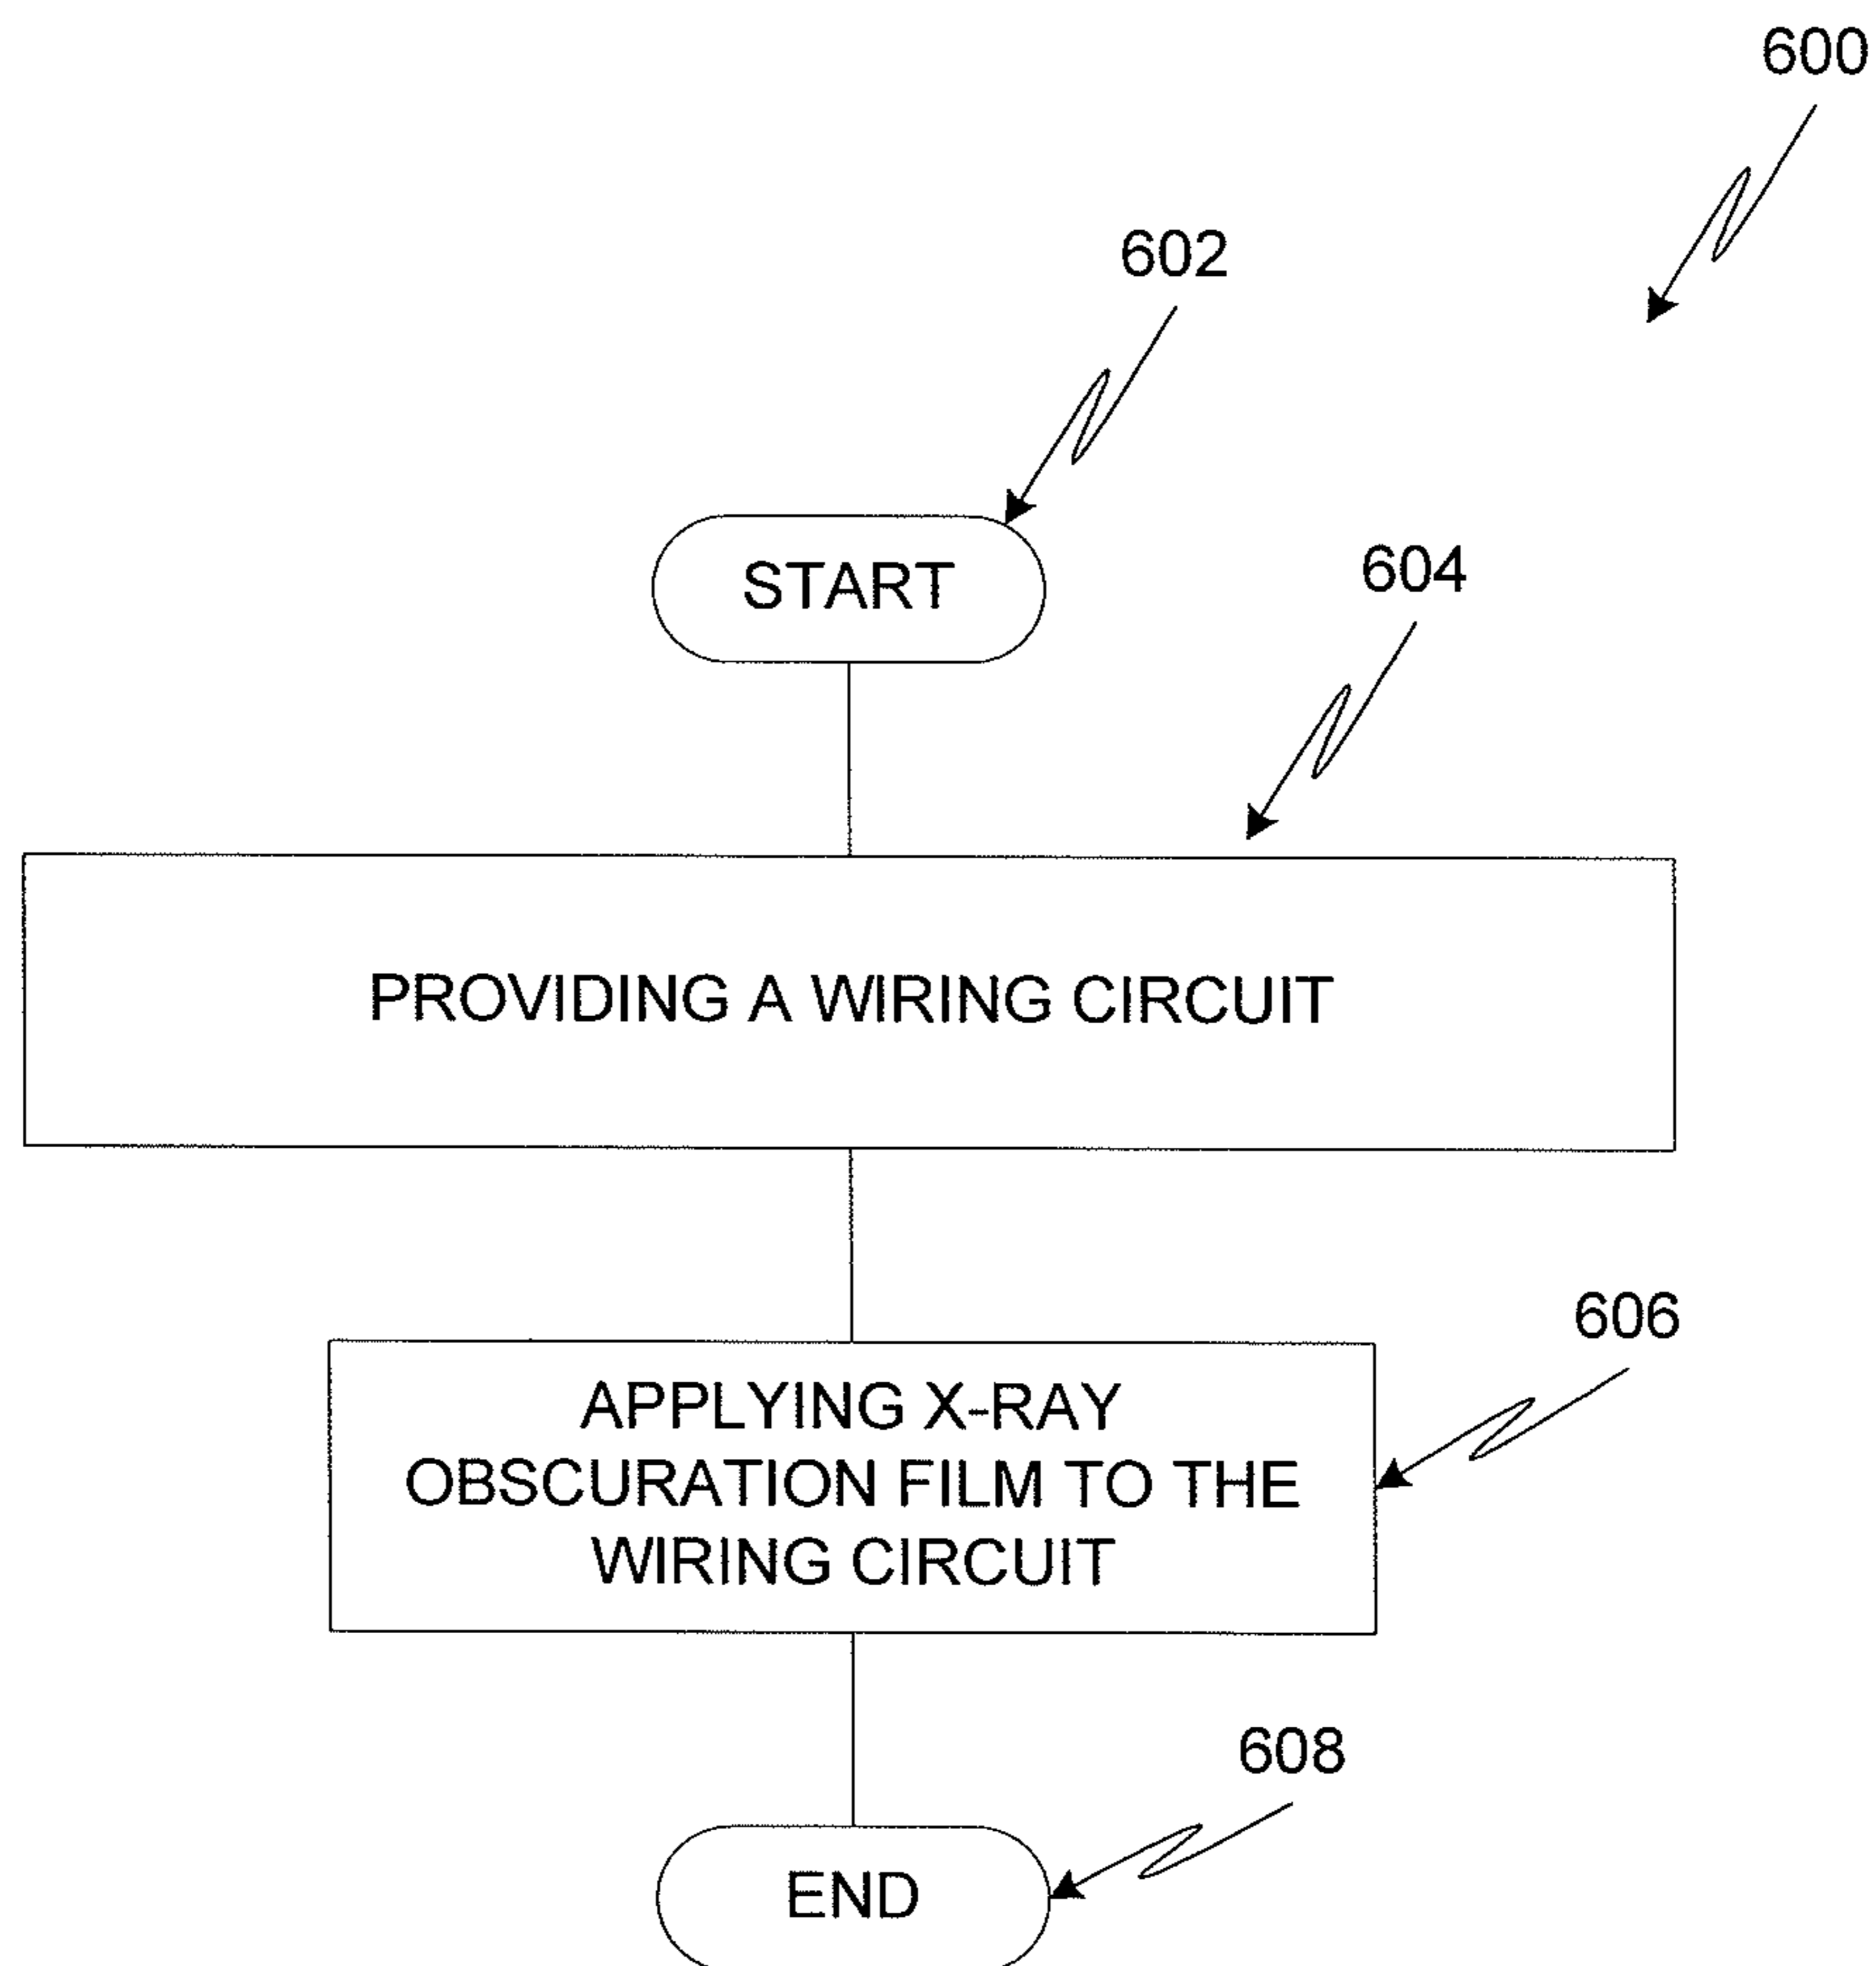 600
602
START
604
PROVIDING A WIRING CIRCUIT
606
APPLYING X-RAY
OBSCURATION FILM TO THE
WIRING CIRCUIT
608
END